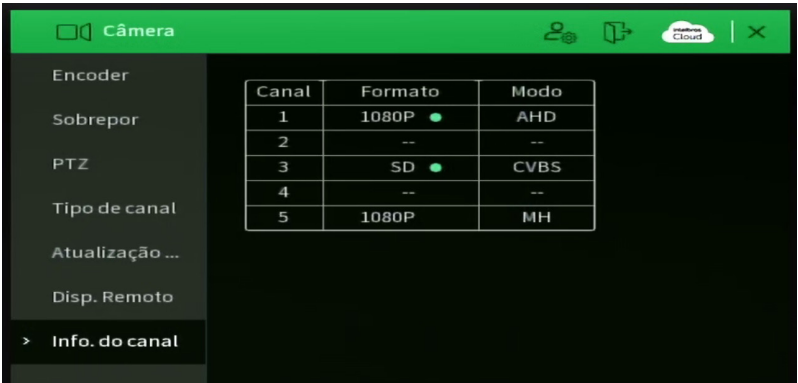 Câmera
intelbras
Cloud
Encoder
Sobrepor
PTZ
Tipo de canal
Atualização ...
Disp. Remoto
> Info. do canal
Canal Formato Modo
1 1080P AHD
2 -- --
3 SD CVBS
4 -- --
5 1080P MH